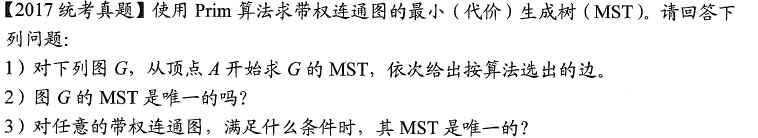 【2017 统考真题】使用 Prim 算法求带权连通图的最小（代价）生成树（MST）。请回答下
列问题：
1）对下列图 G，从顶点 A 开始求 G 的 MST，依次给出按算法选出的边。
2）图 G 的 MST 是唯一的吗？
3）对任意的带权连通图，满足什么条件时，其 MST 是唯一的？